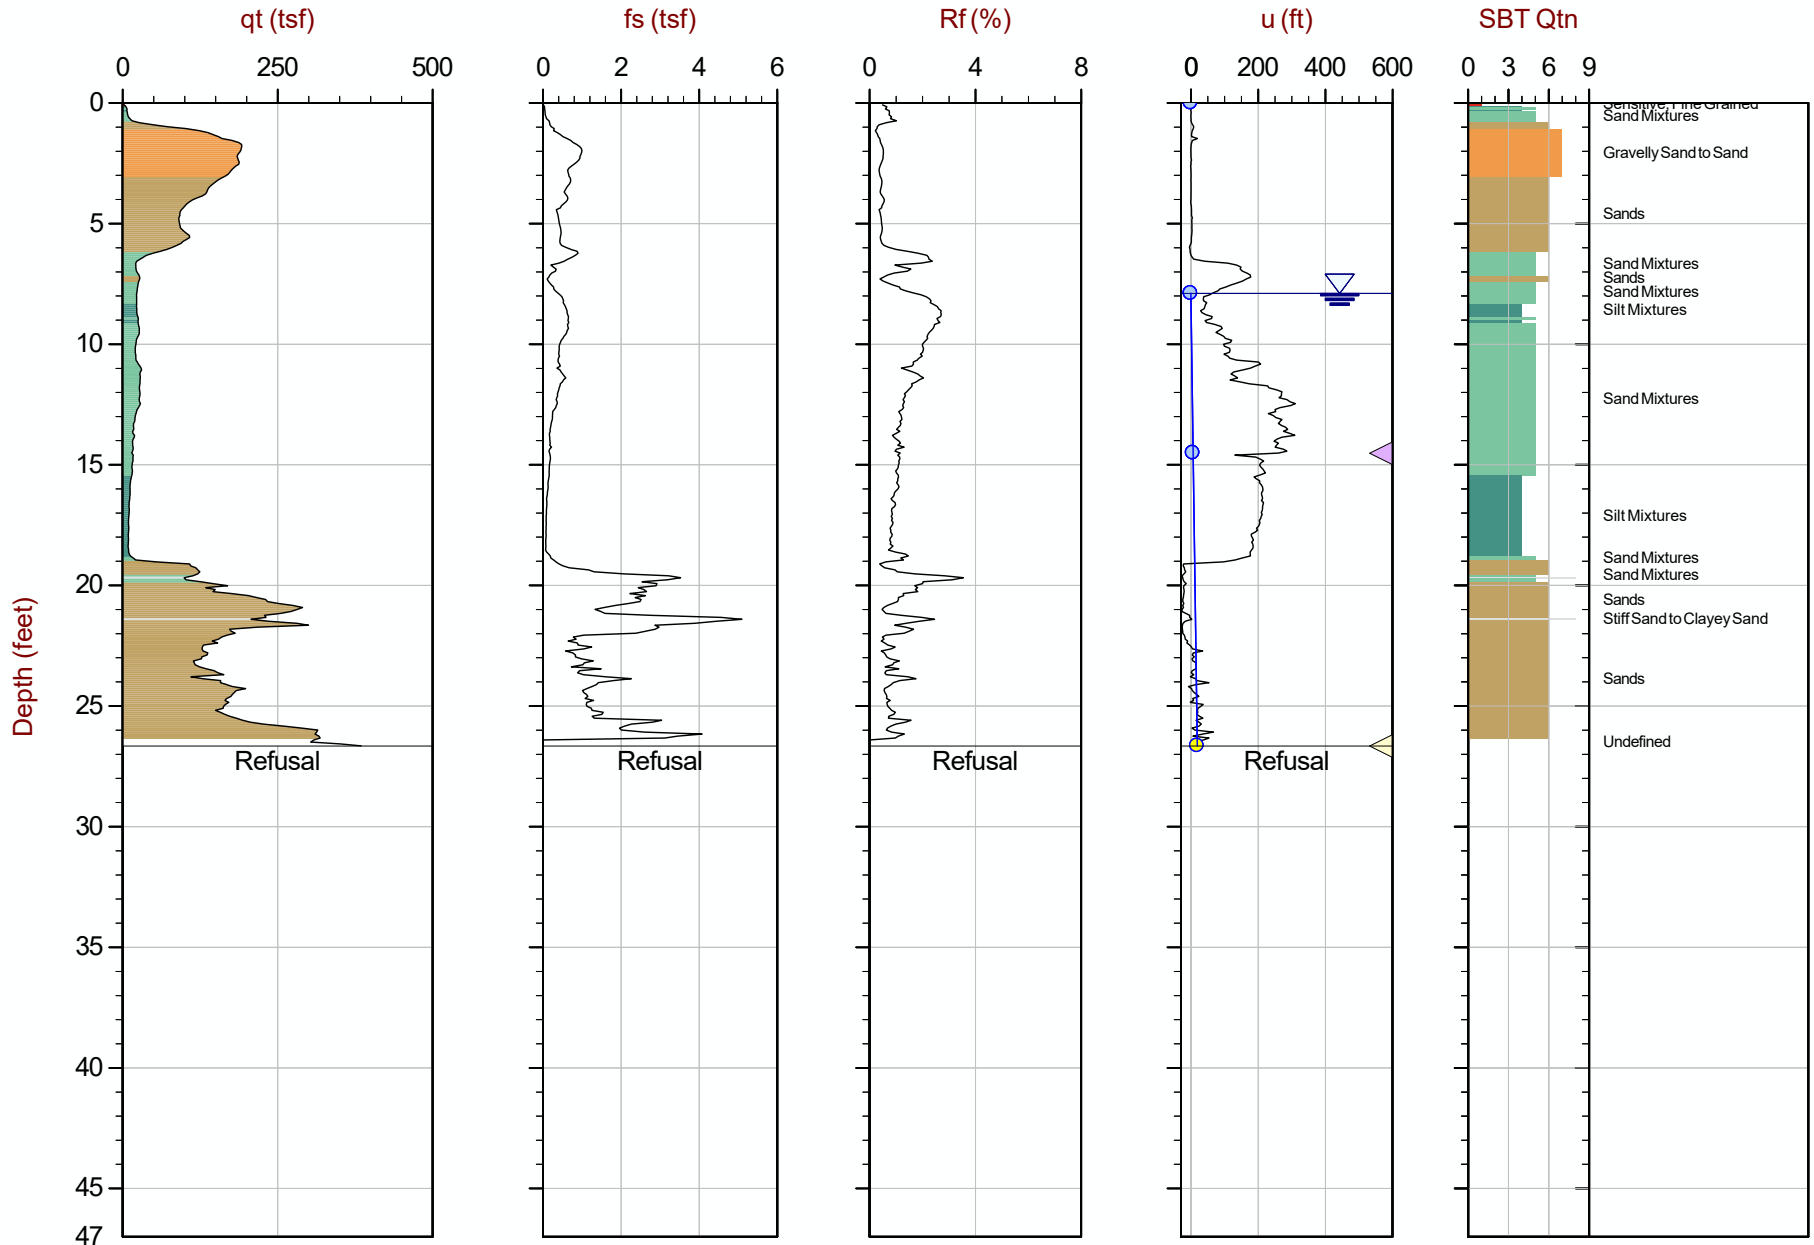 qt (tsf) fs (tsf) Rf (%) u (ft) SBT Qtn
0 250 500 0 2 4 6 0 4 8 0 200 400 600 0 3 6 9
0
Sensitive, Fine Grained
Sand Mixtures
Gravelly Sand to Sand
Sands
5
Sand Mixtures
Sands
Sand Mixtures
Silt Mixtures
10
Sand Mixtures
15
Silt Mixtures
Sand Mixtures
Sand Mixtures
20
Sands
Stiff Sand to Clayey Sand
Depth (feet)
Sands
25
Undefined
Refusal Refusal Refusal Refusal
30
35
40
45
47